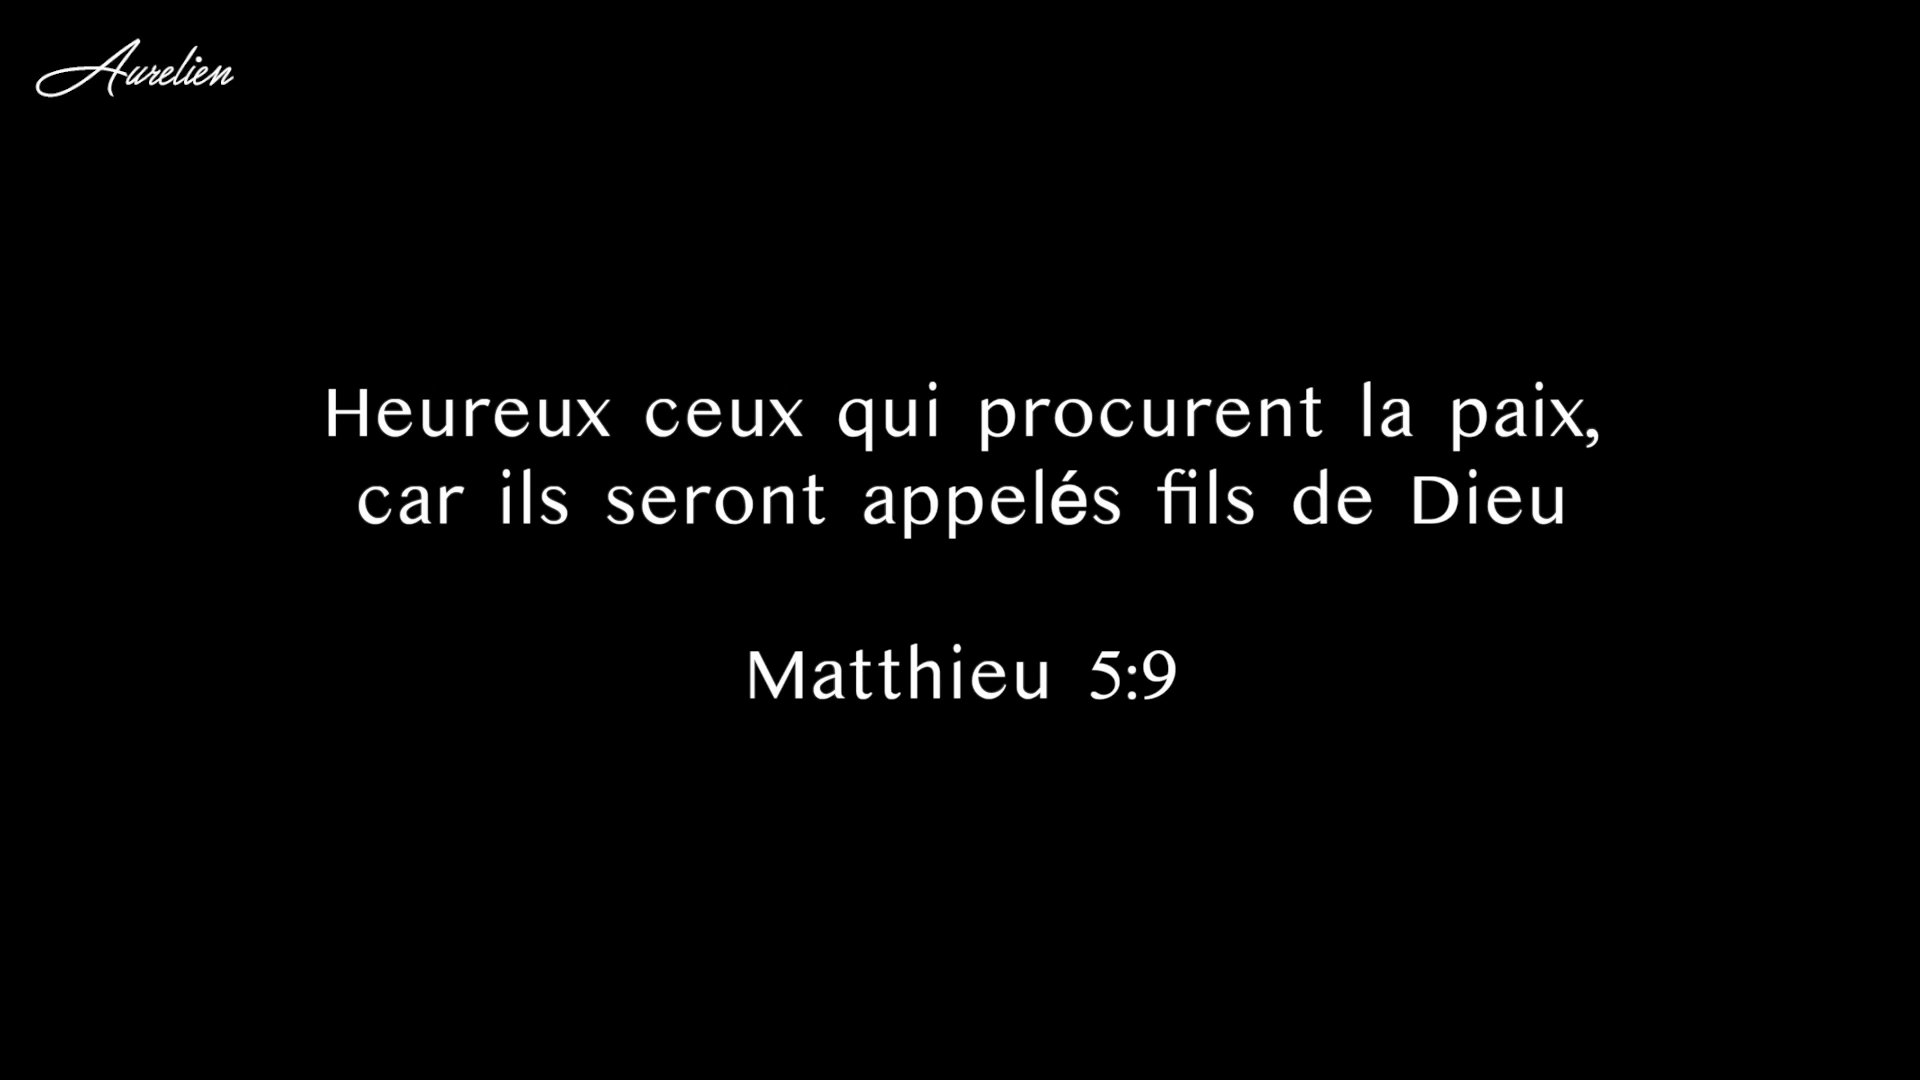 Aurelien
Heureux ceux qui procurent la paix,
car ils seront appelés fils de Dieu
Matthieu 5:9